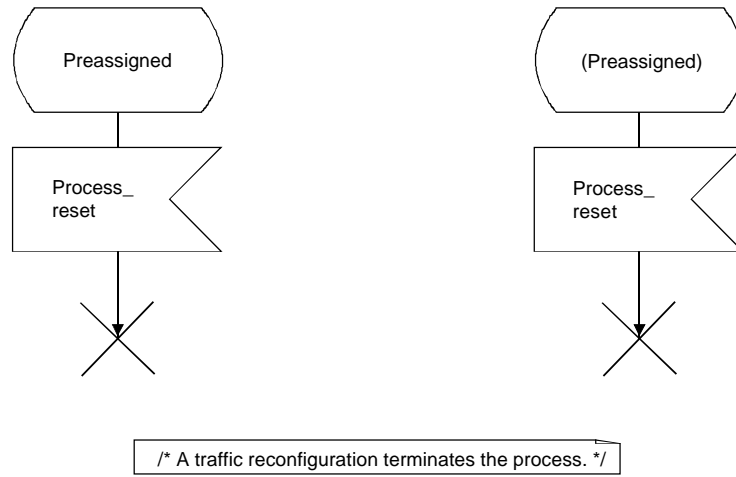 Preassigned
(Preassigned)
Process_
reset
Process_
reset
/* A traffic reconfiguration terminates the process. */